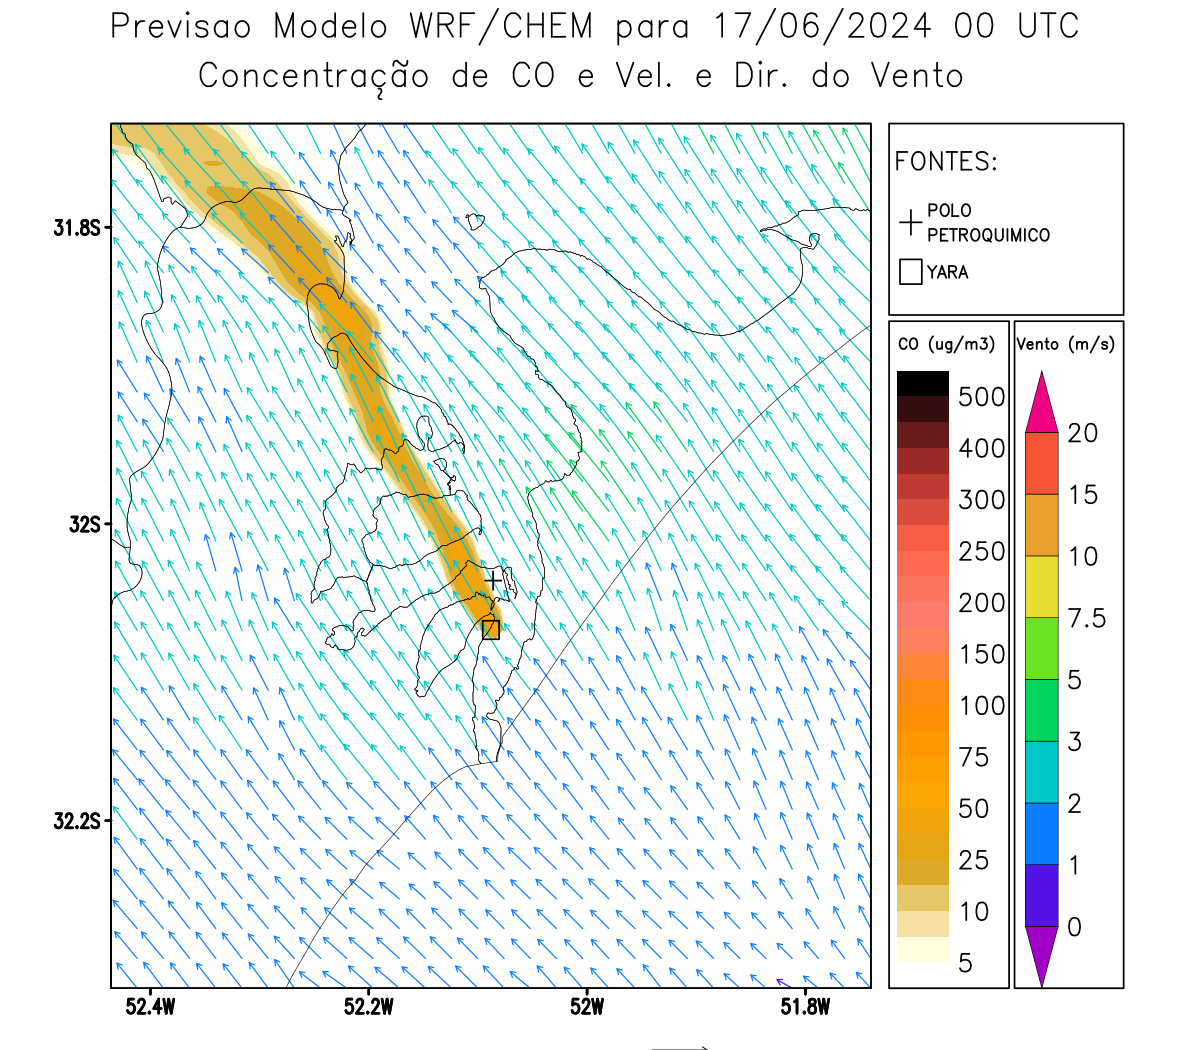 Previsao Modelo WRF/CHEM para 17/06/2024 00 UTC
Concentração de CO e Vel. e Dir. do Vento
FONTES:
POLO
PETROQUIMICO
YARA
31.8S
32S
32.2S
52.4W
52.2W
52W
51.8W
CO (ug/m3)
500
400
300
250
200
150
100
75
50
25
10
5
Vento (m/s)
20
15
10
7.5
5
3
2
1
0